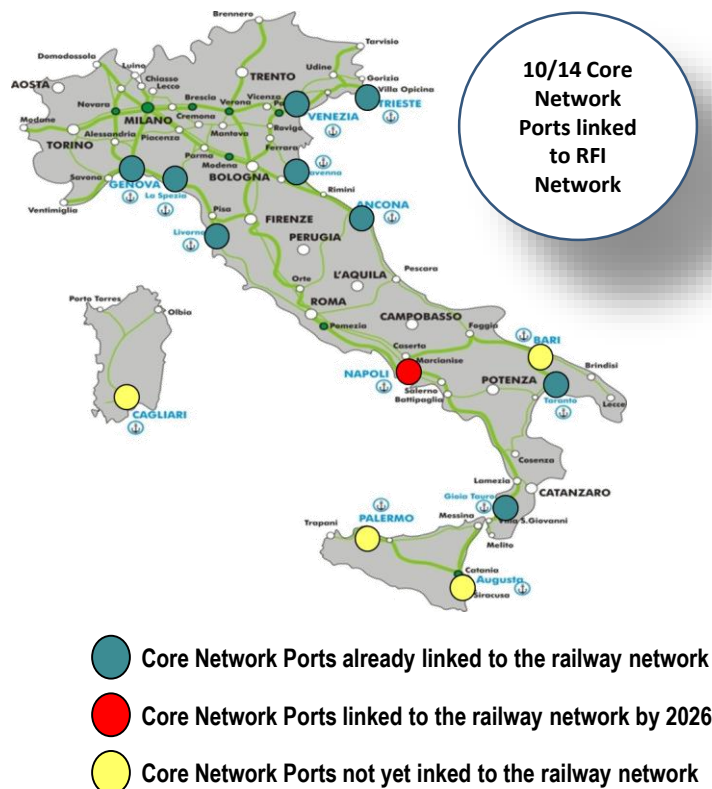 Brennero
Tarvisio
Domodossola
Luino
Chiasso
Lecco
Udine
Gorizia
Villa Opicina
TRENTO
AOSTA
Brescia
Vicenza
TRIESTE
Novara
MILANO
Verona
VENEZIA
Cremona
Modane
Mantova
Rovigo
TORINO
Alessandria
Piacenza
Ferrara
Parma
Modena
GENOVA
BOLOGNA
avenna
Savona
La Spezia
Rimini
Ventimiglia
Pisa
FIRENZE
ANCONA
Livorno
PERUGIA
L'AQUILA
Pescara
Orte
ROMA
Porto Torres
Olbia
CAMPOBASSO
Pomezia
Foggia
BARI
Caserta
Marcianise
NAPOLI
Brindisi
Salerno
POTENZA
Battipaglia
Taranto
Lecce
CAGLIARI
Cosenza
Lamezia
CATANZARO
Gioia Tauro
Messina
Villa S.Giovanni
PALERMO
Trapani
Melito
Catania
Augusta
Siracusa
10/14 Core
Network
Ports linked
to RFI
Network
Core Network Ports already linked to the railway network
Core Network Ports linked to the railway network by 2026
Core Network Ports not yet inked to the railway network